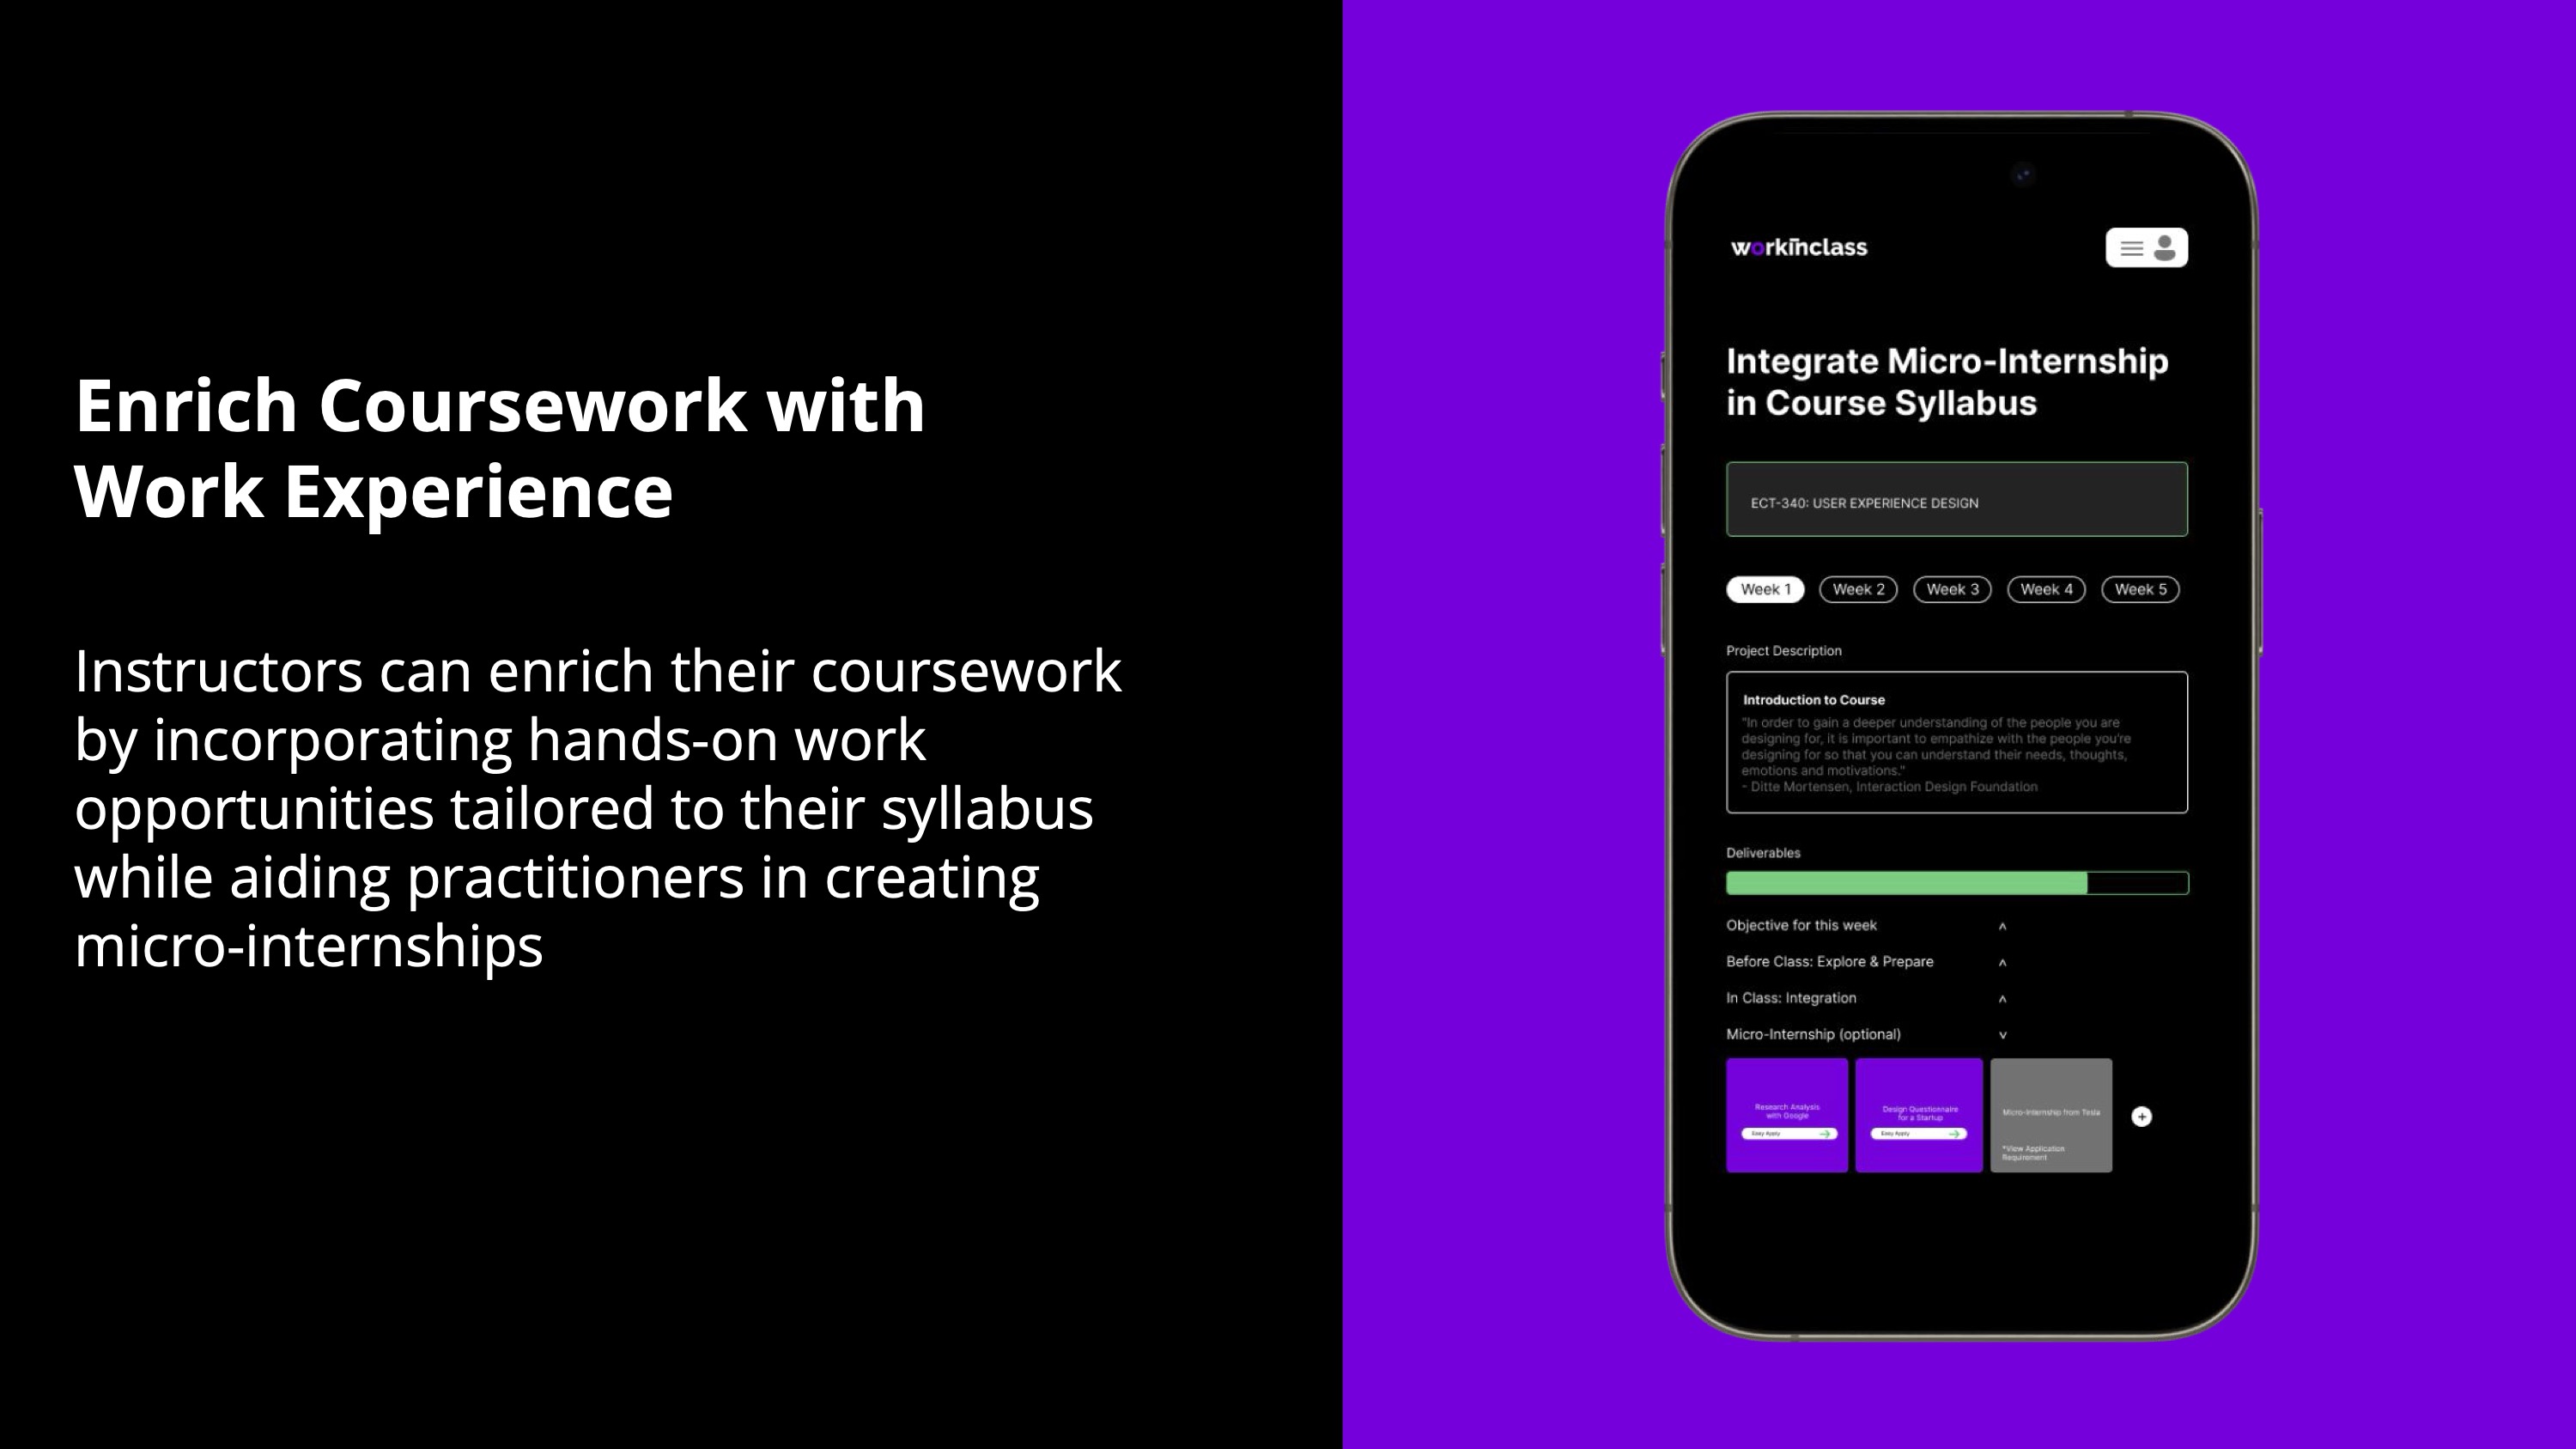 Enrich Coursework with
Work Experience
Instructors can enrich their coursework
by incorporating hands-on work
opportunities tailored to their syllabus
while aiding practitioners in creating
micro-internships
workinclass
Integrate Micro-Internship
in Course Syllabus
ECT-340: USER EXPERIENCE DESIGN
Week 1 Week 2 Week 3 Week 4 Week 5
Project Description
Introduction to Course
"In order to gain a deeper understanding of the people you are
designing for, it is important to empathize with the people you're
designing for so that you can understand their needs, thoughts,
emotions and motivations."
- Ditte Mortensen, Interaction Design Foundation
Deliverables
Objective for this week
Before Class: Explore & Prepare
In Class: Integration
Micro-Internship (optional)
Research Analysis
with Google
Easy Apply
Design Questionnaire
for a Startup
Easy Apply
Micro-Internship from Tesla
*View Application
Requirement